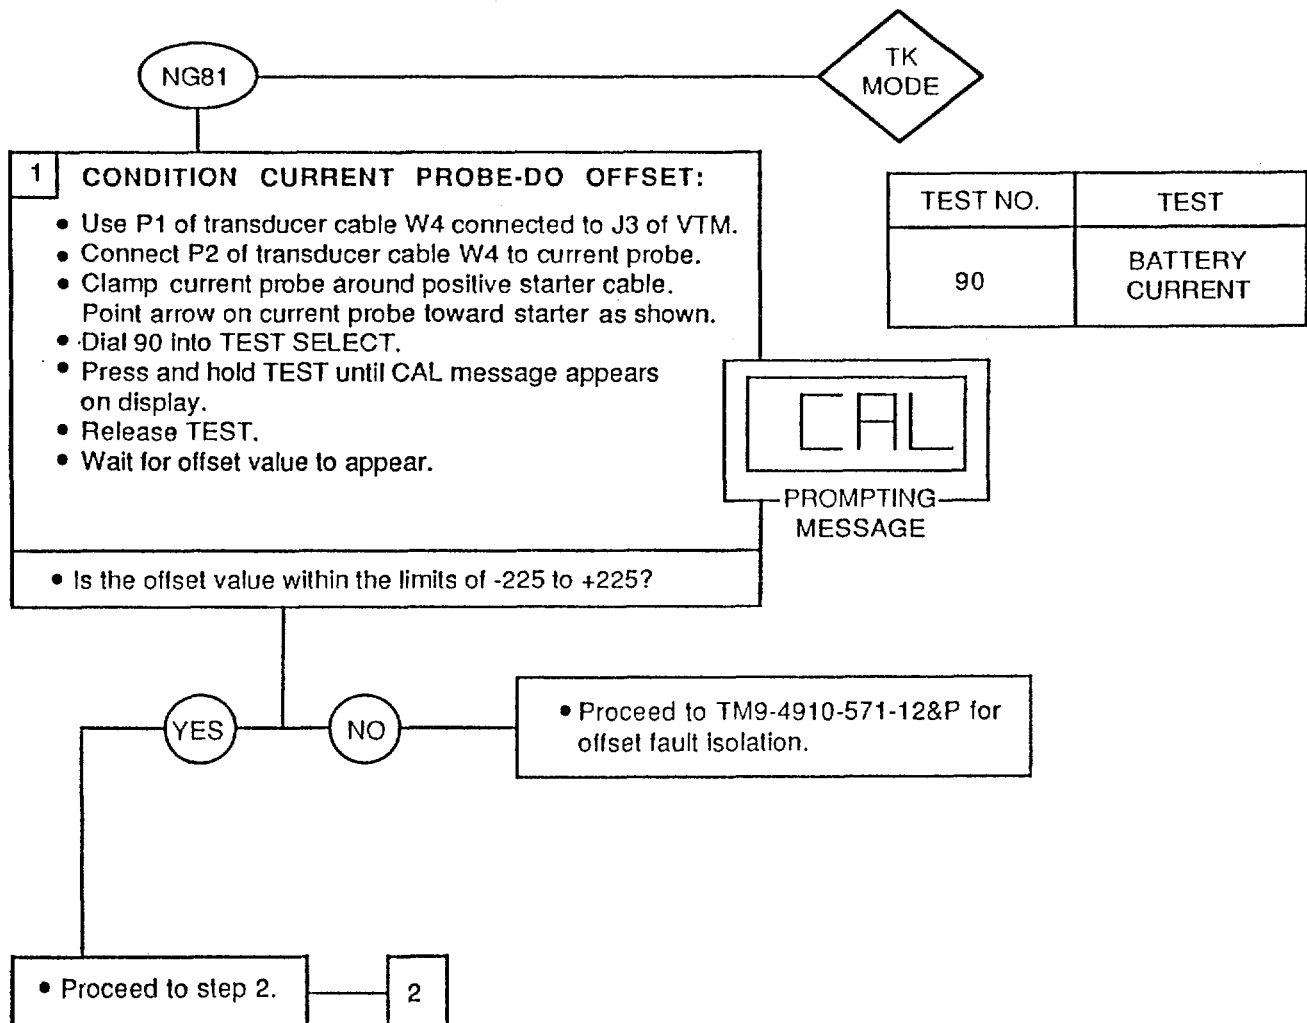 NG81
TK
MODE
1
CONDITION CURRENT PROBE-DO OFFSET:
• Use P1 of transducer cable W4 connected to J3 of VTM.
• Connect P2 of transducer cable W4 to current probe.
• Clamp current probe around positive starter cable.
Point arrow on current probe toward starter as shown.
• Dial 90 into TEST SELECT.
• Press and hold TEST until CAL message appears
on display.
• Release TEST.
• Wait for offset value to appear.
• Is the offset value within the limits of -225 to +225?
TEST NO.
TEST
90
BATTERY
CURRENT
CAL
PROMPTING
MESSAGE
YES
NO
• Proceed to TM9-4910-571-12&P for
offset fault isolation.
• Proceed to step 2.
2